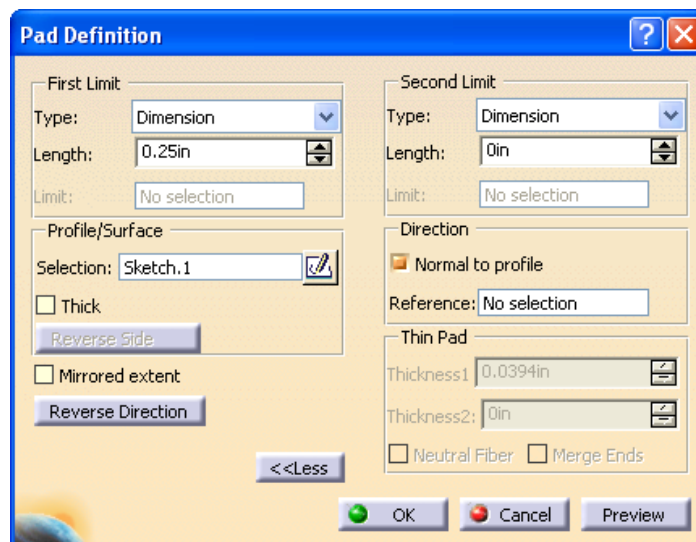 Pad Definition
First Limit
Type: Dimension
Length: 0.25in
Limit: No selection
Profile/Surface
Selection: Sketch.1
Thick
Reverse Side
Mirrored extent
Reverse Direction
<<Less
Second Limit
Type: Dimension
Length: 0in
Limit: No selection
Direction
Normal to profile
Reference: No selection
Thin Pad
Thickness1 0.0394in
Thickness2: 0in
Neutral Fiber Merge Ends
OK Cancel Preview